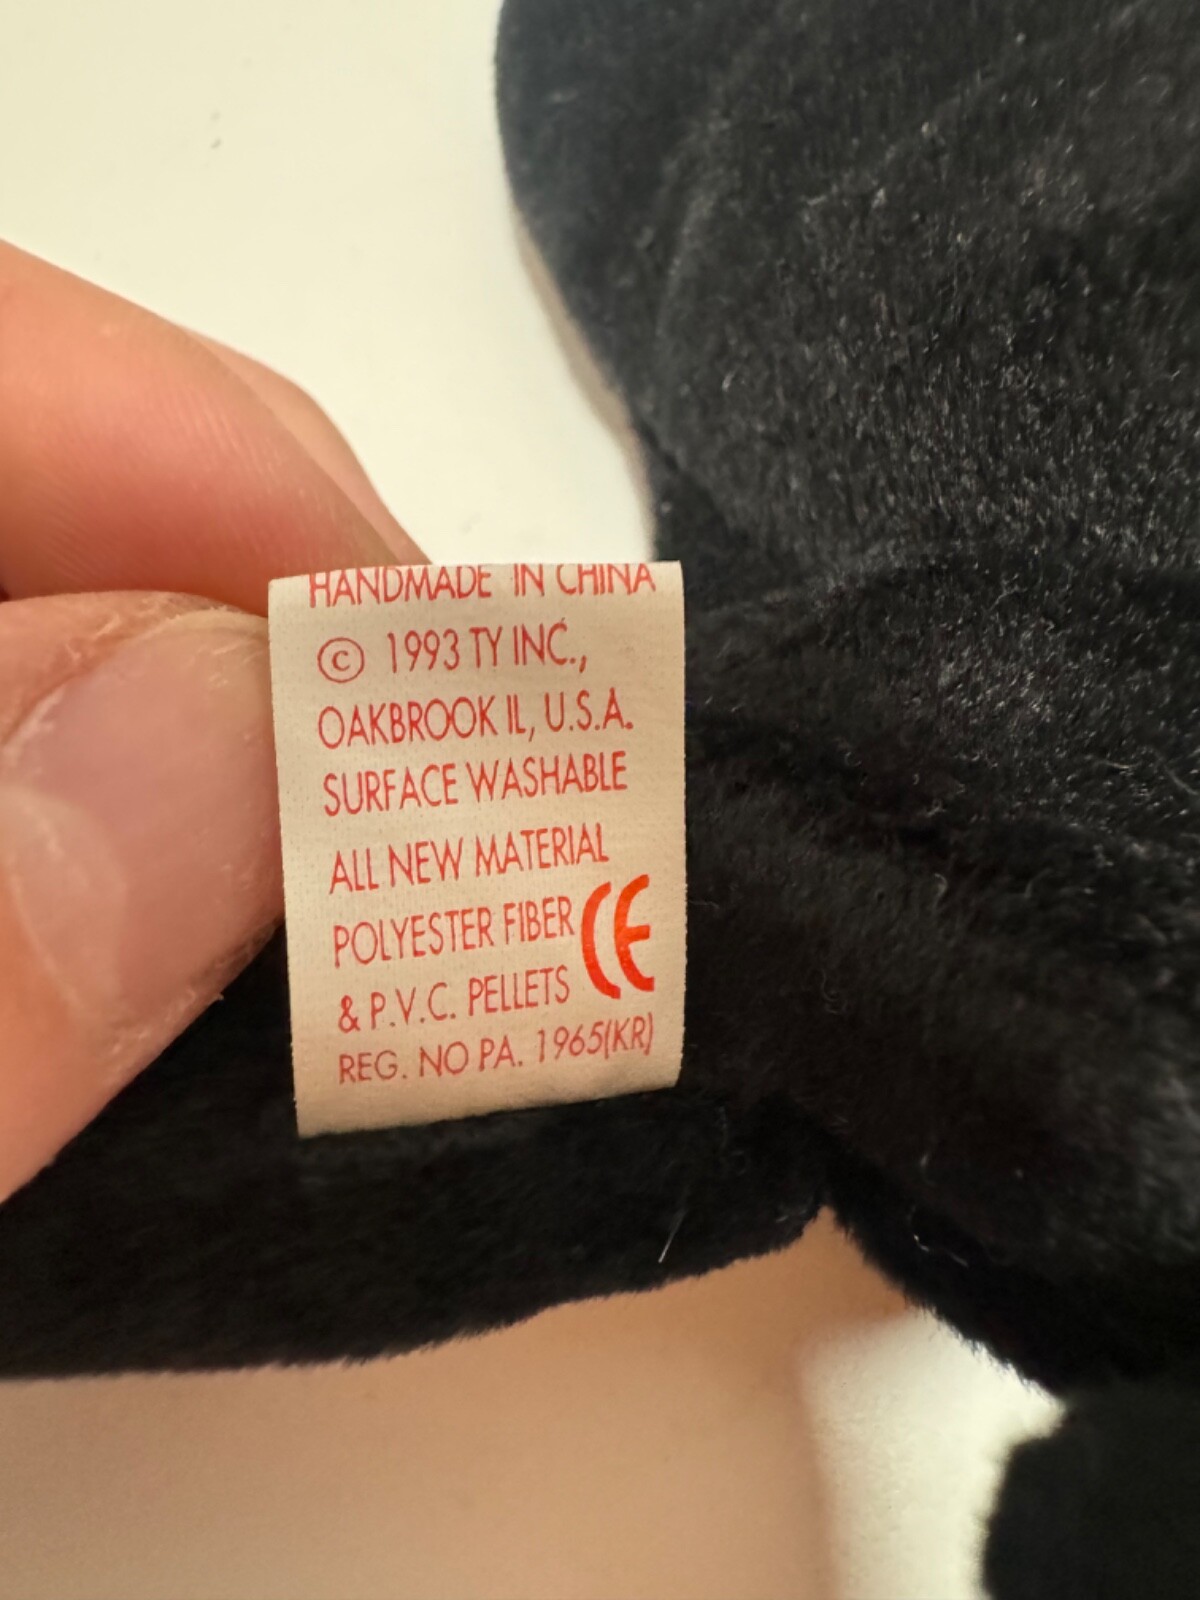 HANDMADE IN CHINA
© 1993 TY INC.,
OAKBROOK IL, U.S.A.
SURFACE WASHABLE
ALL NEW MATERIAL
POLYESTER FIBER
& P.V.C. PELLETS CE
REG. NO PA. 1965(KR)